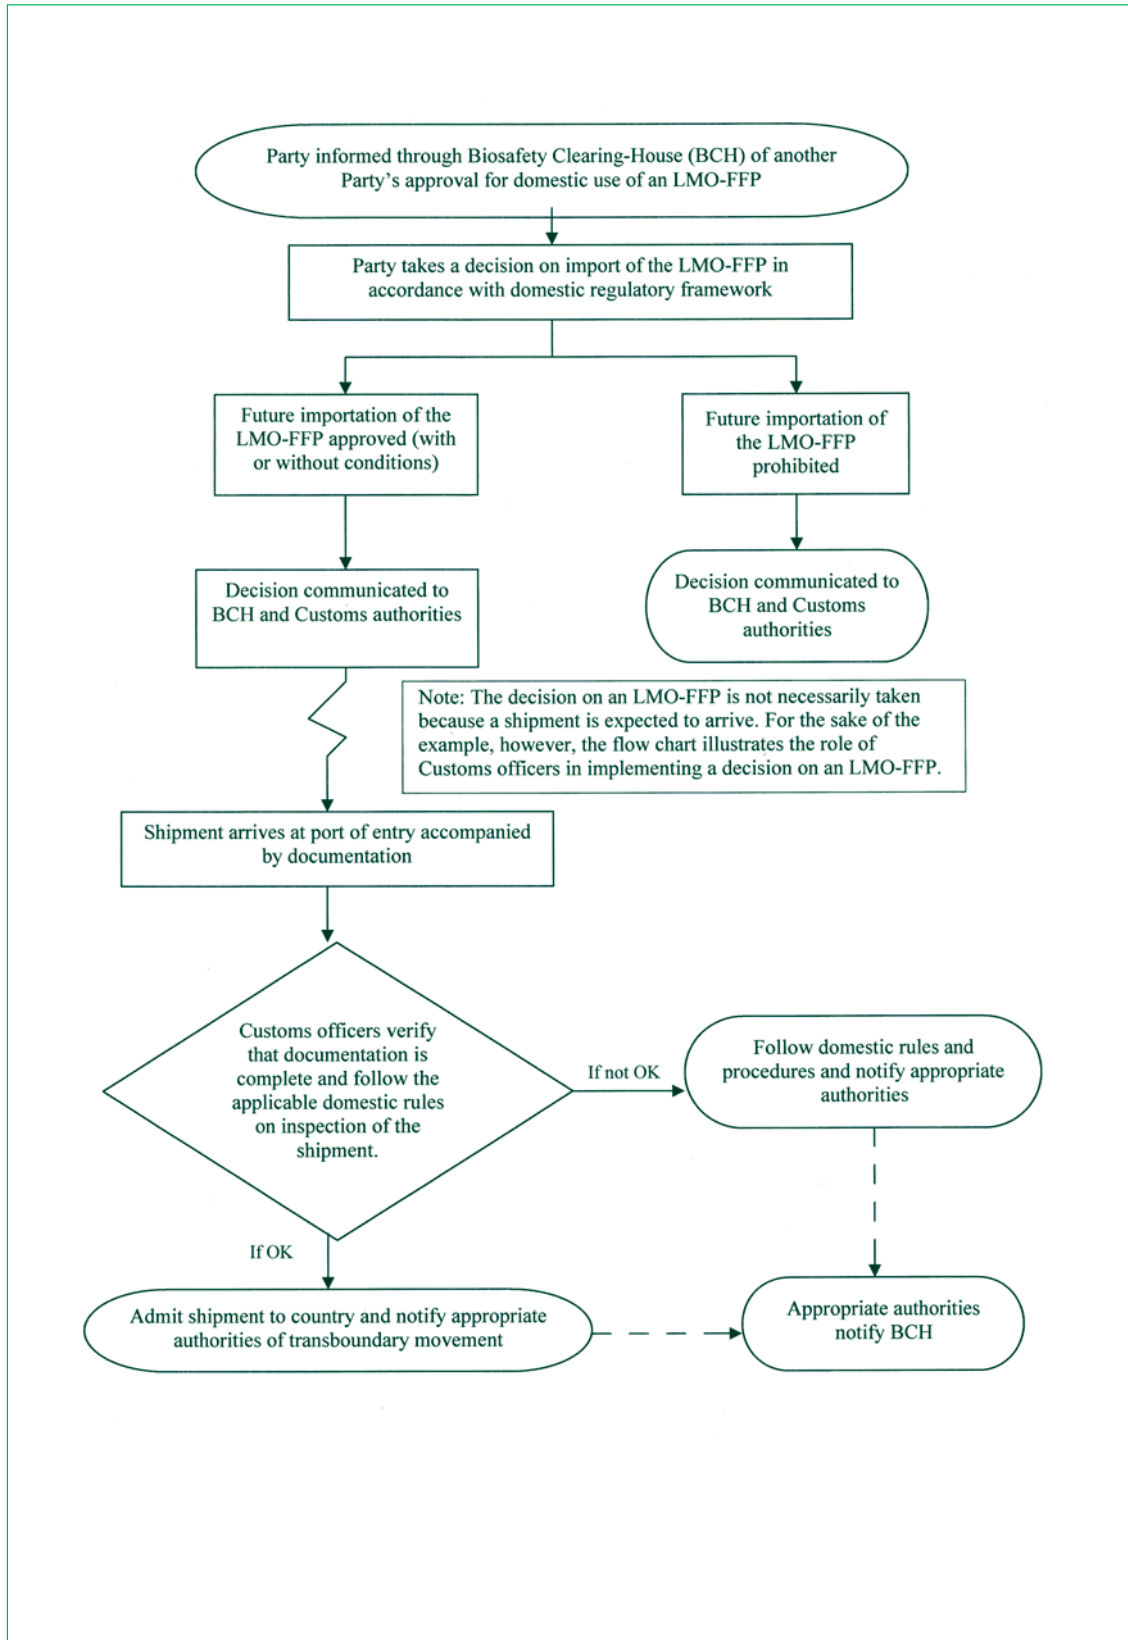 Party informed through Biosafety Clearing-House (BCH) of another
Party's approval for domestic use of an LMO-FFP
Party takes a decision on import of the LMO-FFP in
accordance with domestic regulatory framework
Future importation of the
LMO-FFP approved (with
or without conditions)
Future importation of
the LMO-FFP
prohibited
Decision communicated to
BCH and Customs authorities
Decision communicated to
BCH and Customs
authorities
Note: The decision on an LMO-FFP is not necessarily taken
because a shipment is expected to arrive. For the sake of the
example, however, the flow chart illustrates the role of
Customs officers in implementing a decision on an LMO-FFP.
Shipment arrives at port of entry accompanied
by documentation
Customs officers verify
that documentation is
complete and follow the
applicable domestic rules
on inspection of the
shipment.
If not OK
Follow domestic rules and
procedures and notify appropriate
authorities
If OK
Admit shipment to country and notify appropriate
authorities of transboundary movement
Appropriate authorities
notify BCH